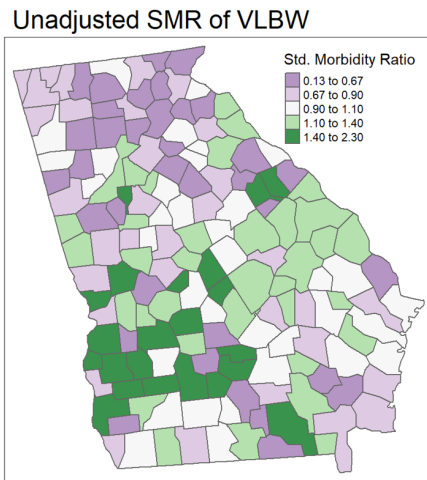 Unadjusted SMR of VLBW
Std. Morbidity Ratio
0.13 to 0.67
0.67 to 0.90
0.90 to 1.10
1.10 to 1.40
1.40 to 2.30